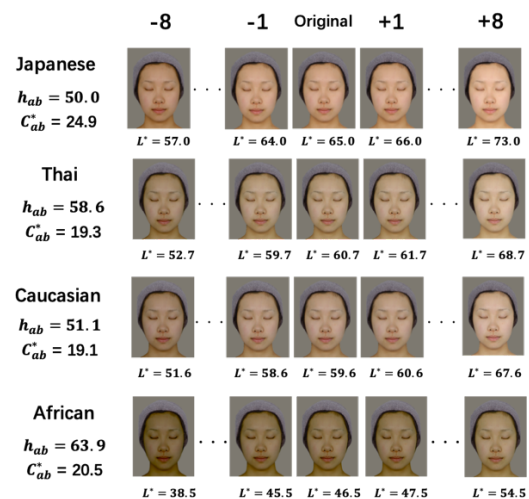 -8 -1 Original +1 +8
Japanese
h_ab = 50.0
C*_ab = 24.9
L* = 57.0 · · · L* = 64.0 L* = 65.0 L* = 66.0 · · · L* = 73.0
Thai
h_ab = 58.6
C*_ab = 19.3
L* = 52.7 · · · L* = 59.7 L* = 60.7 L* = 61.7 · · · L* = 68.7
Caucasian
h_ab = 51.1
C*_ab = 19.1
L* = 51.6 · · · L* = 58.6 L* = 59.6 L* = 60.6 · · · L* = 67.6
African
h_ab = 63.9
C*_ab = 20.5
L* = 38.5 · · · L* = 45.5 L* = 46.5 L* = 47.5 · · · L* = 54.5